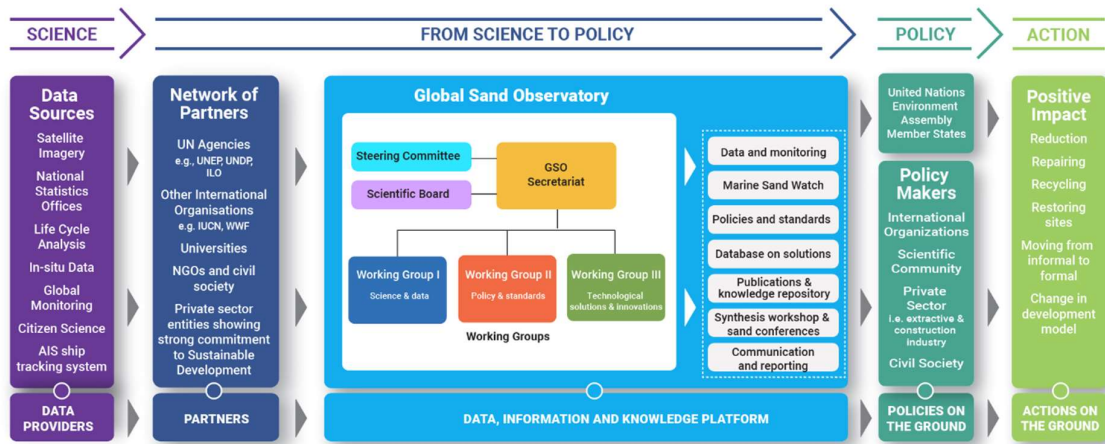 SCIENCE
FROM SCIENCE TO POLICY
POLICY
ACTION
Data
Sources
Satellite
Imagery
National
Statistics
Offices
Life Cycle
Analysis
In-situ Data
Global
Monitoring
Citizen Science
AIS ship
tracking system
DATA
PROVIDERS
Network of
Partners
UN Agencies
e.g., UNEP, UNDP,
ILO
Other International
Organisations
e.g. IUCN, WWF
Universities
NGOs and civil
society
Private sector
entities showing
strong commitment
to Sustainable
Development
PARTNERS
Global Sand Observatory
Steering Committee
Scientific Board
GSO
Secretariat
Working Group I
Science & data
Working Group II
Policy & standards
Working Group III
Technological
solutions & innovations
Working Groups
Data and monitoring
Marine Sand Watch
Policies and standards
Database on solutions
Publications &
knowledge repository
Synthesis workshop &
sand conferences
Communication
and reporting
DATA, INFORMATION AND KNOWLEDGE PLATFORM
United Nations
Environment
Assembly
Member States
Policy
Makers
International
Organizations
Scientific
Community
Private
Sector
i.e. extractive &
construction
industry
Civil Society
POLICIES ON
THE GROUND
Positive
Impact
Reduction
Repairing
Recycling
Restoring
sites
Moving from
informal to
formal
Change in
development
model
ACTIONS ON
THE GROUND